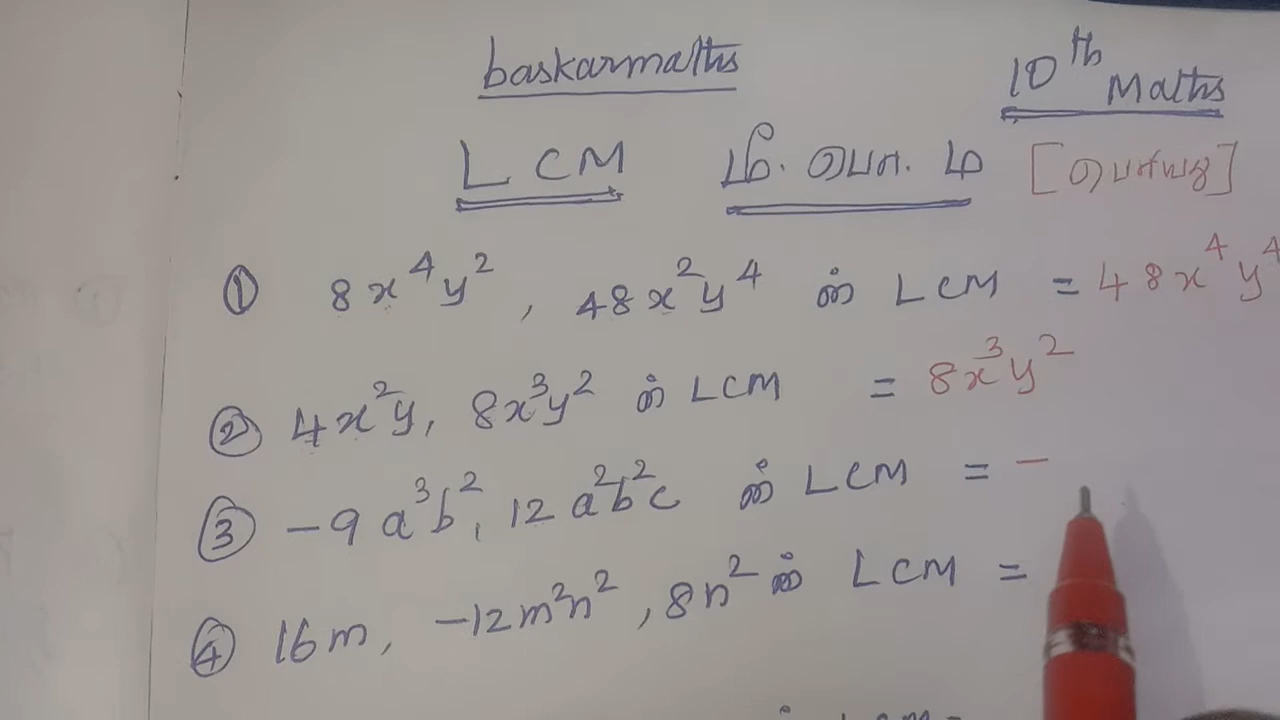 baskarmaths
10th Maths
LCM மீ. பொ. ம
① 8x⁴y², 48x²y⁴ ன் LCM = 48x⁴y⁴
② 4x²y, 8x³y² ன் LCM = 8x³y²
③ -9a³b², 12a²b²c ன் LCM = -
④ 16m, -12m²n², 8n² ன் LCM =